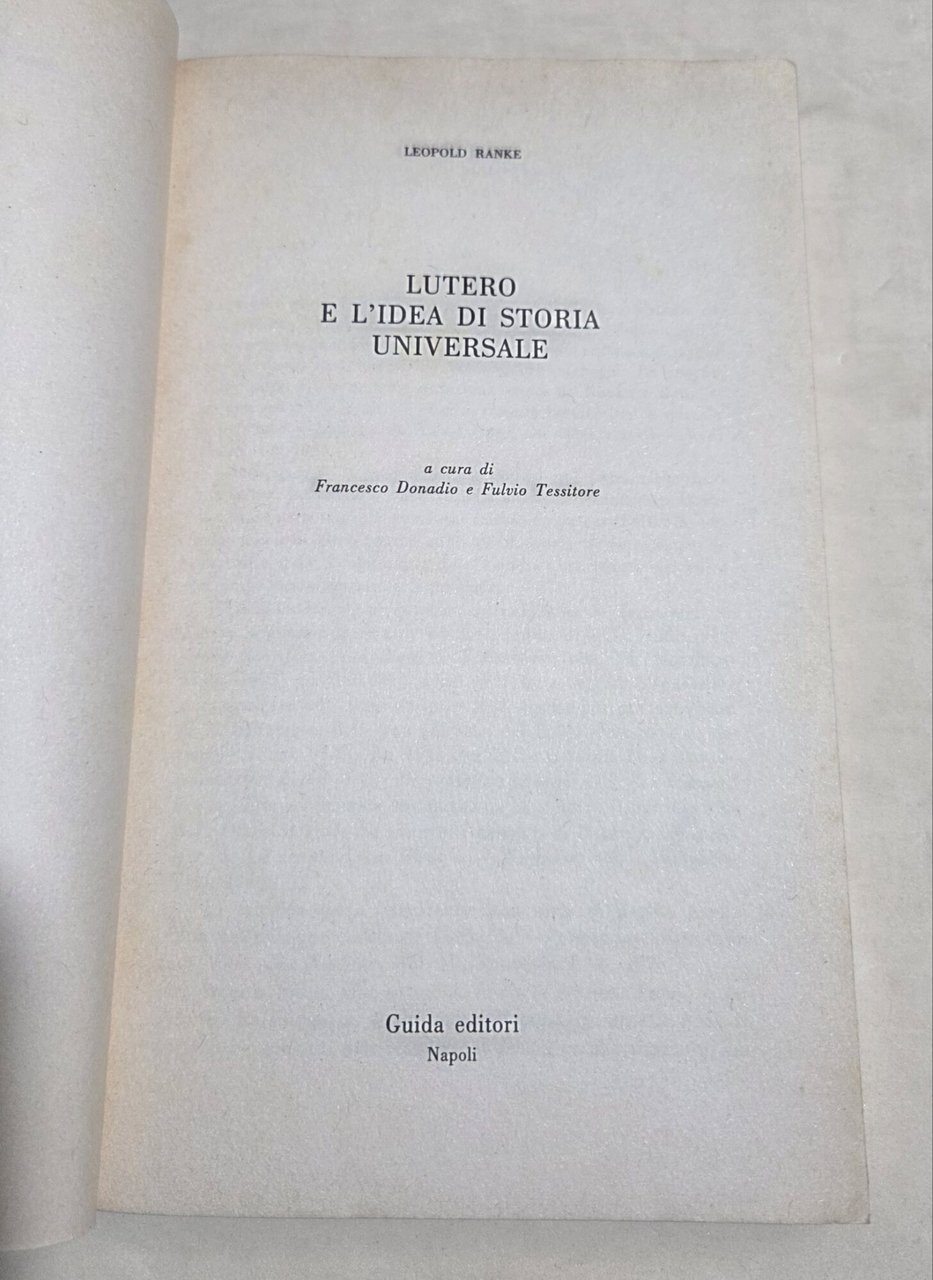 LEOPOLD RANKE
LUTERO
E L'IDEA DI STORIA
UNIVERSALE
a cura di
Francesco Donadio e Fulvio Tessitore
Guida editori
Napoli